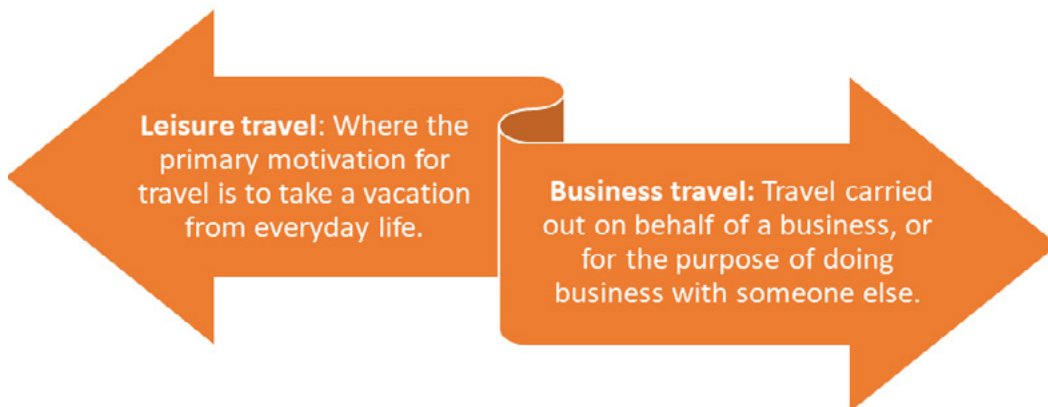 Leisure travel: Where the
primary motivation for
travel is to take a vacation
from everyday life.
Business travel: Travel carried
out on behalf of a business, or
for the purpose of doing
business with someone else.